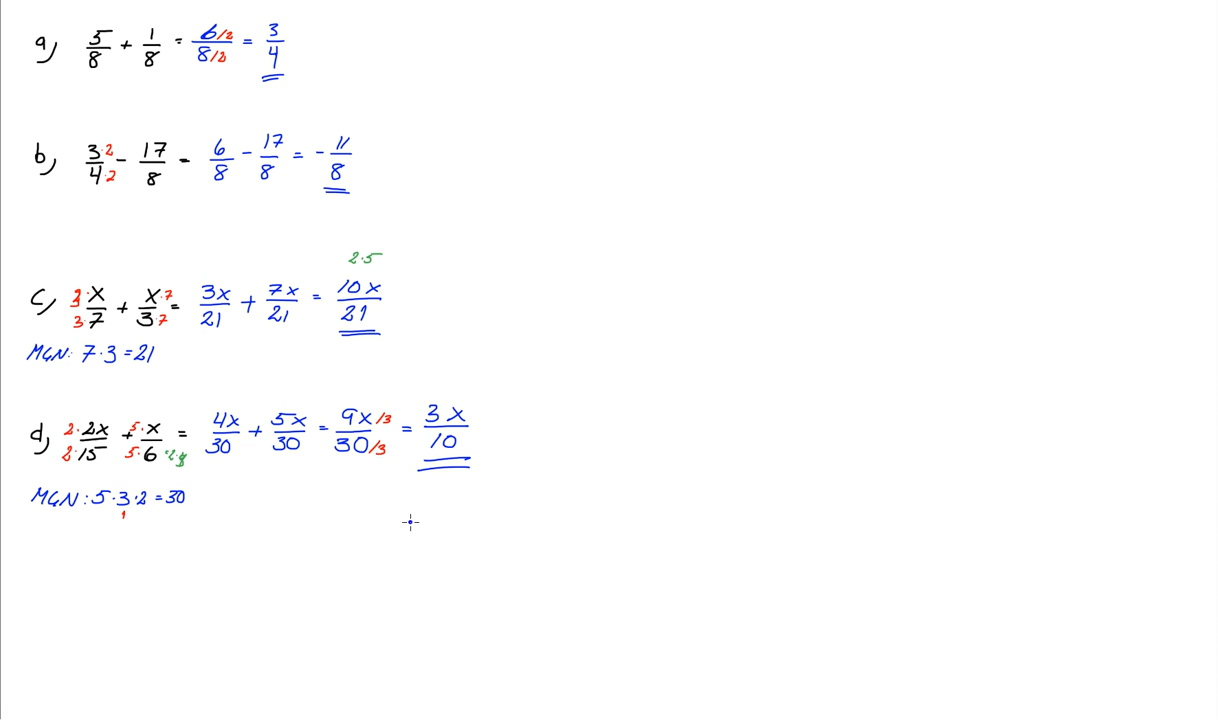 a) 5/8 + 1/8 = 6/2 / 8/2 = 3/4
b) 3·2/4·2 - 17/8 = 6/8 - 17/8 = - 11/8
2·5
c) 3·x/3·7 + x·7/3·7 = 3x/21 + 7x/21 = 10x/21
MGN: 7·3 = 21
d) 2·2x/2·15 + 5·x/5·6 = 4x/30 + 5x/30 = 9x/3 / 30/3 = 3x/10
MGN: 5·3·2 = 30